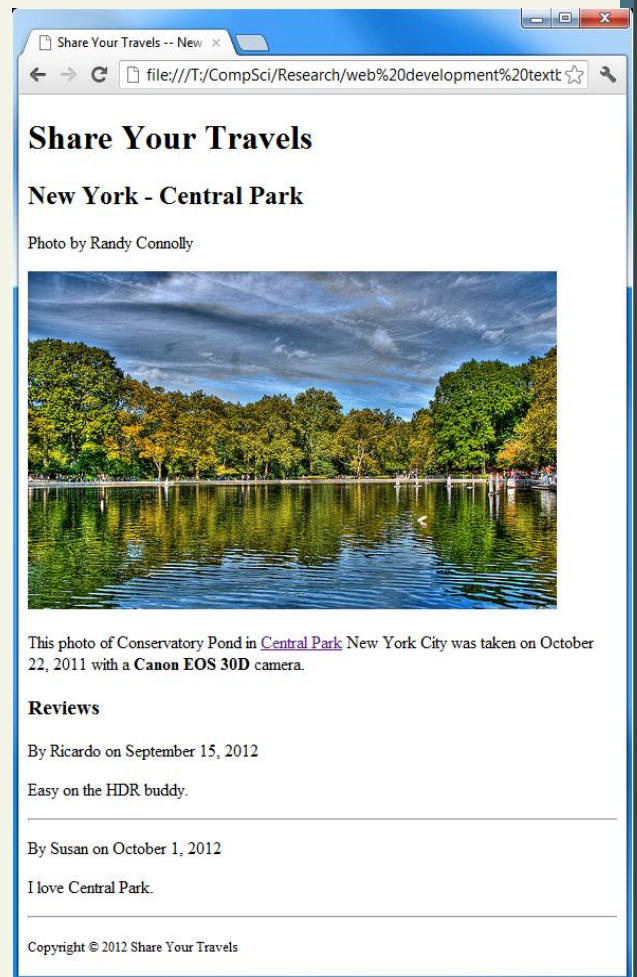 Share Your Travels -- New
file:///T:/CompSci/Research/web%20development%20textb
Share Your Travels
New York - Central Park
Photo by Randy Connolly
This photo of Conservatory Pond in Central Park New York City was taken on October
22, 2011 with a Canon EOS 30D camera.
Reviews
By Ricardo on September 15, 2012
Easy on the HDR buddy.
By Susan on October 1, 2012
I love Central Park.
Copyright © 2012 Share Your Travels